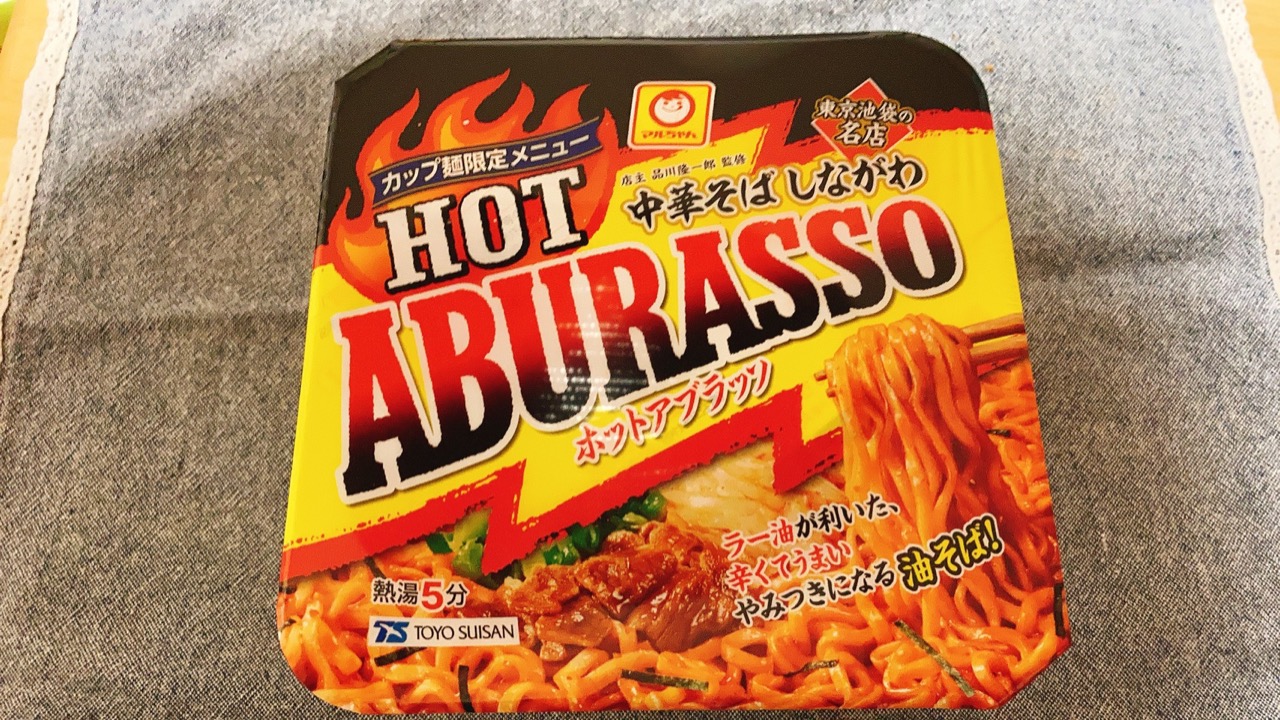 マルちゃん
東京池袋の
名店
カップ麺限定メニュー
店主 品川隆一郎 監修
中華そば しながわ
HOT
ABURASSO
ホットアブラッソ
ラー油が利いた、
辛くてうまい
やみつきになる 油そば!
熱湯5分
TS TOYO SUISAN